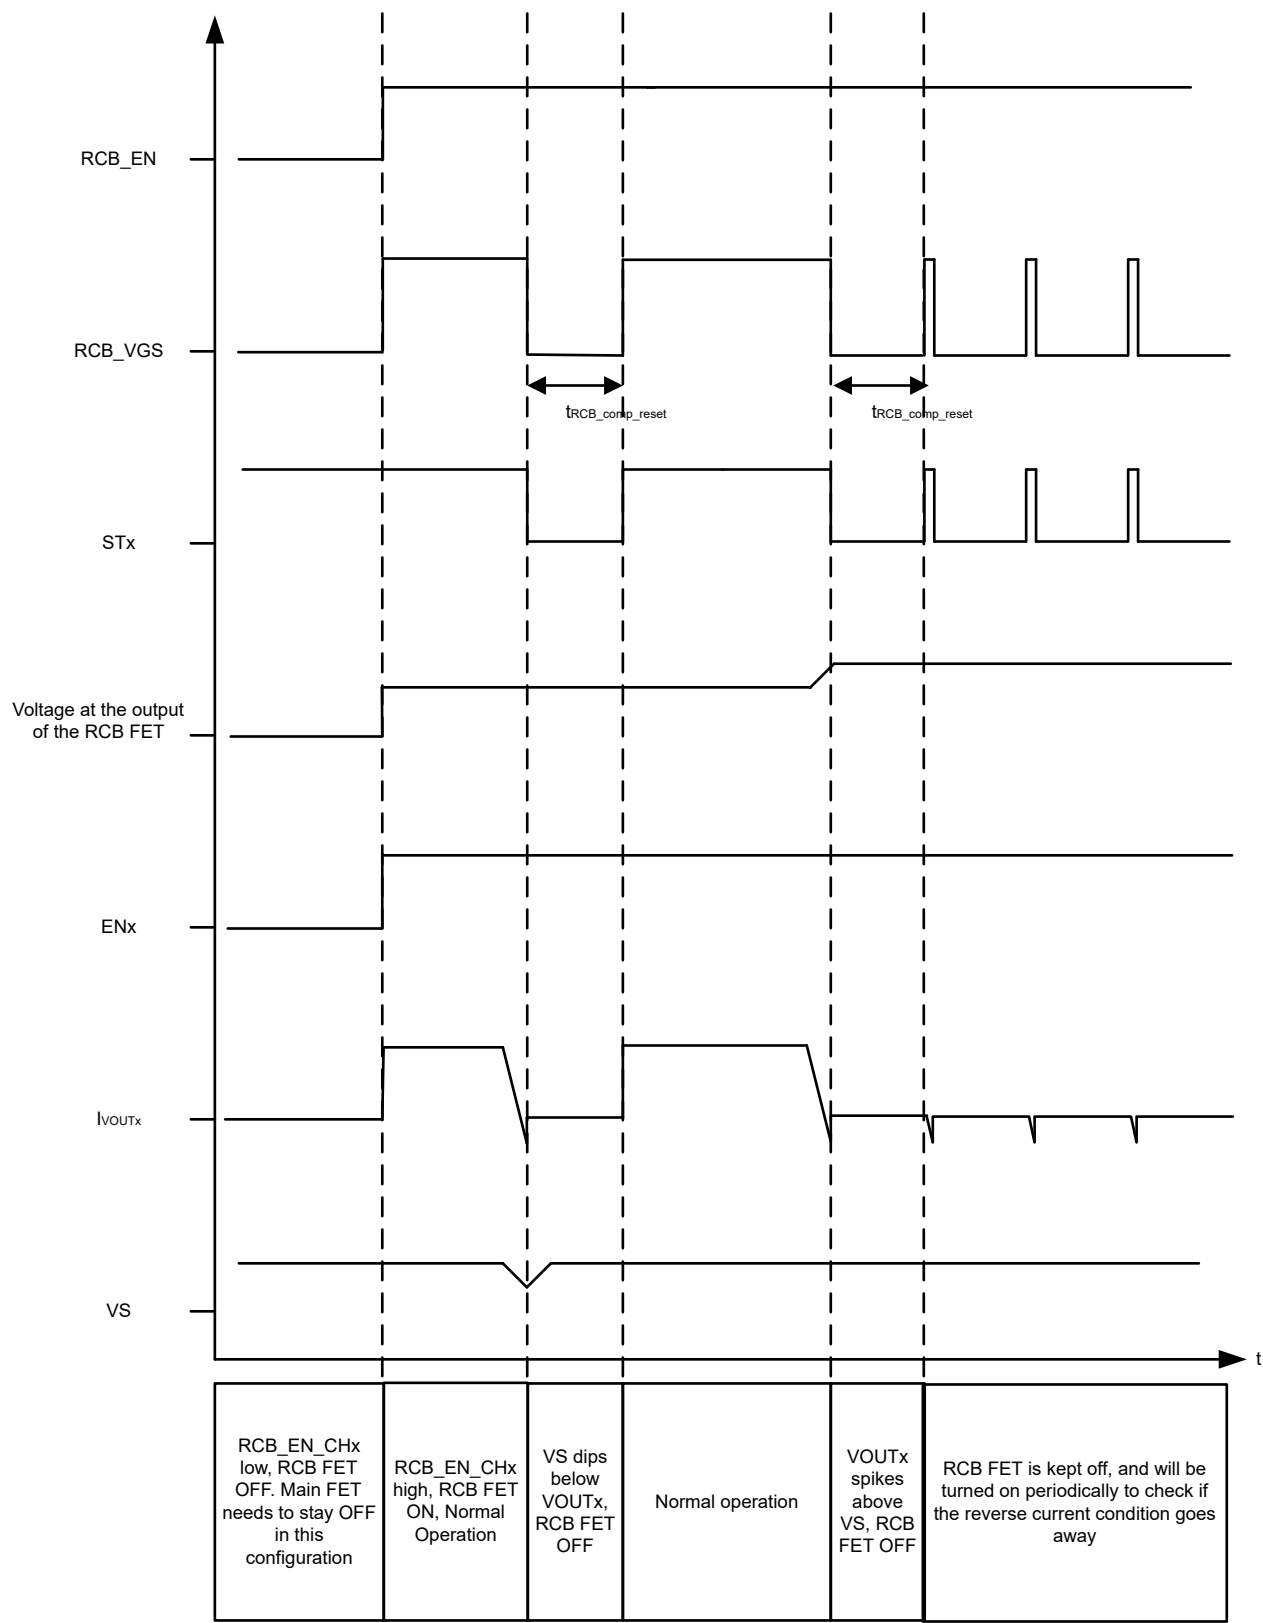 RCB_EN
RCB_VGS
tRCB_comp_reset
tRCB_comp_reset
STx
Voltage at the output
of the RCB FET
ENx
IVOUTx
VS
t
RCB_EN_CHx
low, RCB FET
OFF. Main FET
needs to stay OFF
in this
configuration
RCB_EN_CHx
high, RCB FET
ON, Normal
Operation
VS dips
below
VOUTx,
RCB FET
OFF
Normal operation
VOUTx
spikes
above
VS, RCB
FET OFF
RCB FET is kept off, and will be
turned on periodically to check if
the reverse current condition goes
away